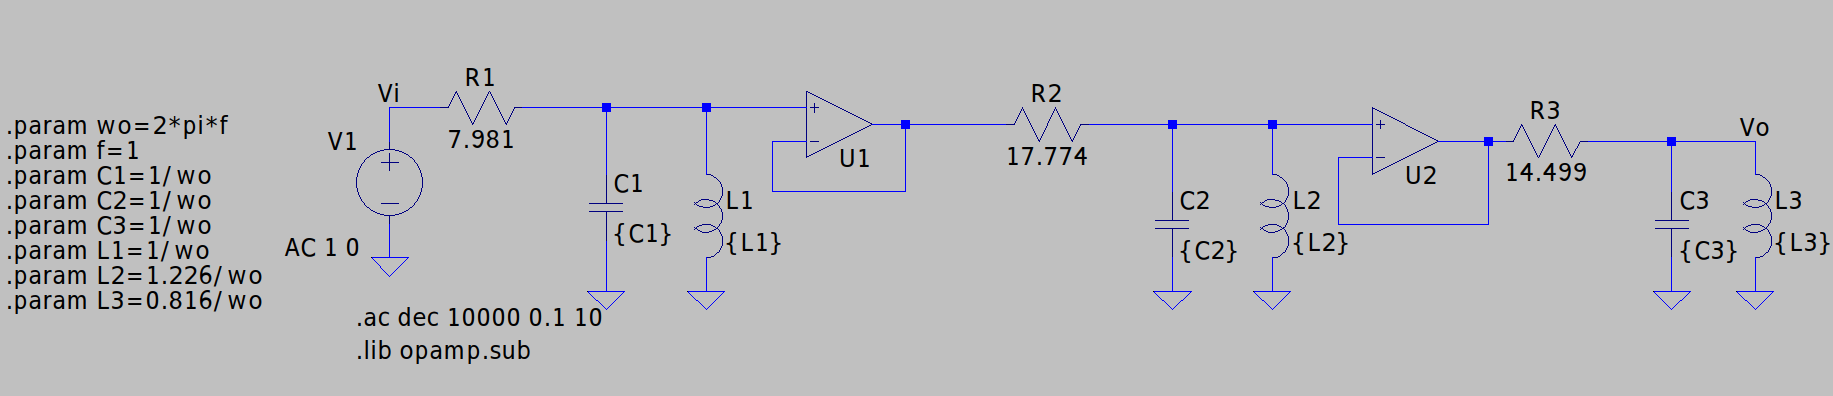 .param wo=2*pi*f
.param f=1
.param C1=1/wo
.param C2=1/wo
.param C3=1/wo
.param L1=1/wo
.param L2=1.226/wo
.param L3=0.816/wo
Vi
V1
AC 1 0
R1
7.981
C1
{C1}
L1
{L1}
.ac dec 10000 0.1 10
.lib opamp.sub
+
−
U1
R2
17.774
C2
{C2}
L2
{L2}
+
−
U2
R3
14.499
Vo
C3
{C3}
L3
{L3}